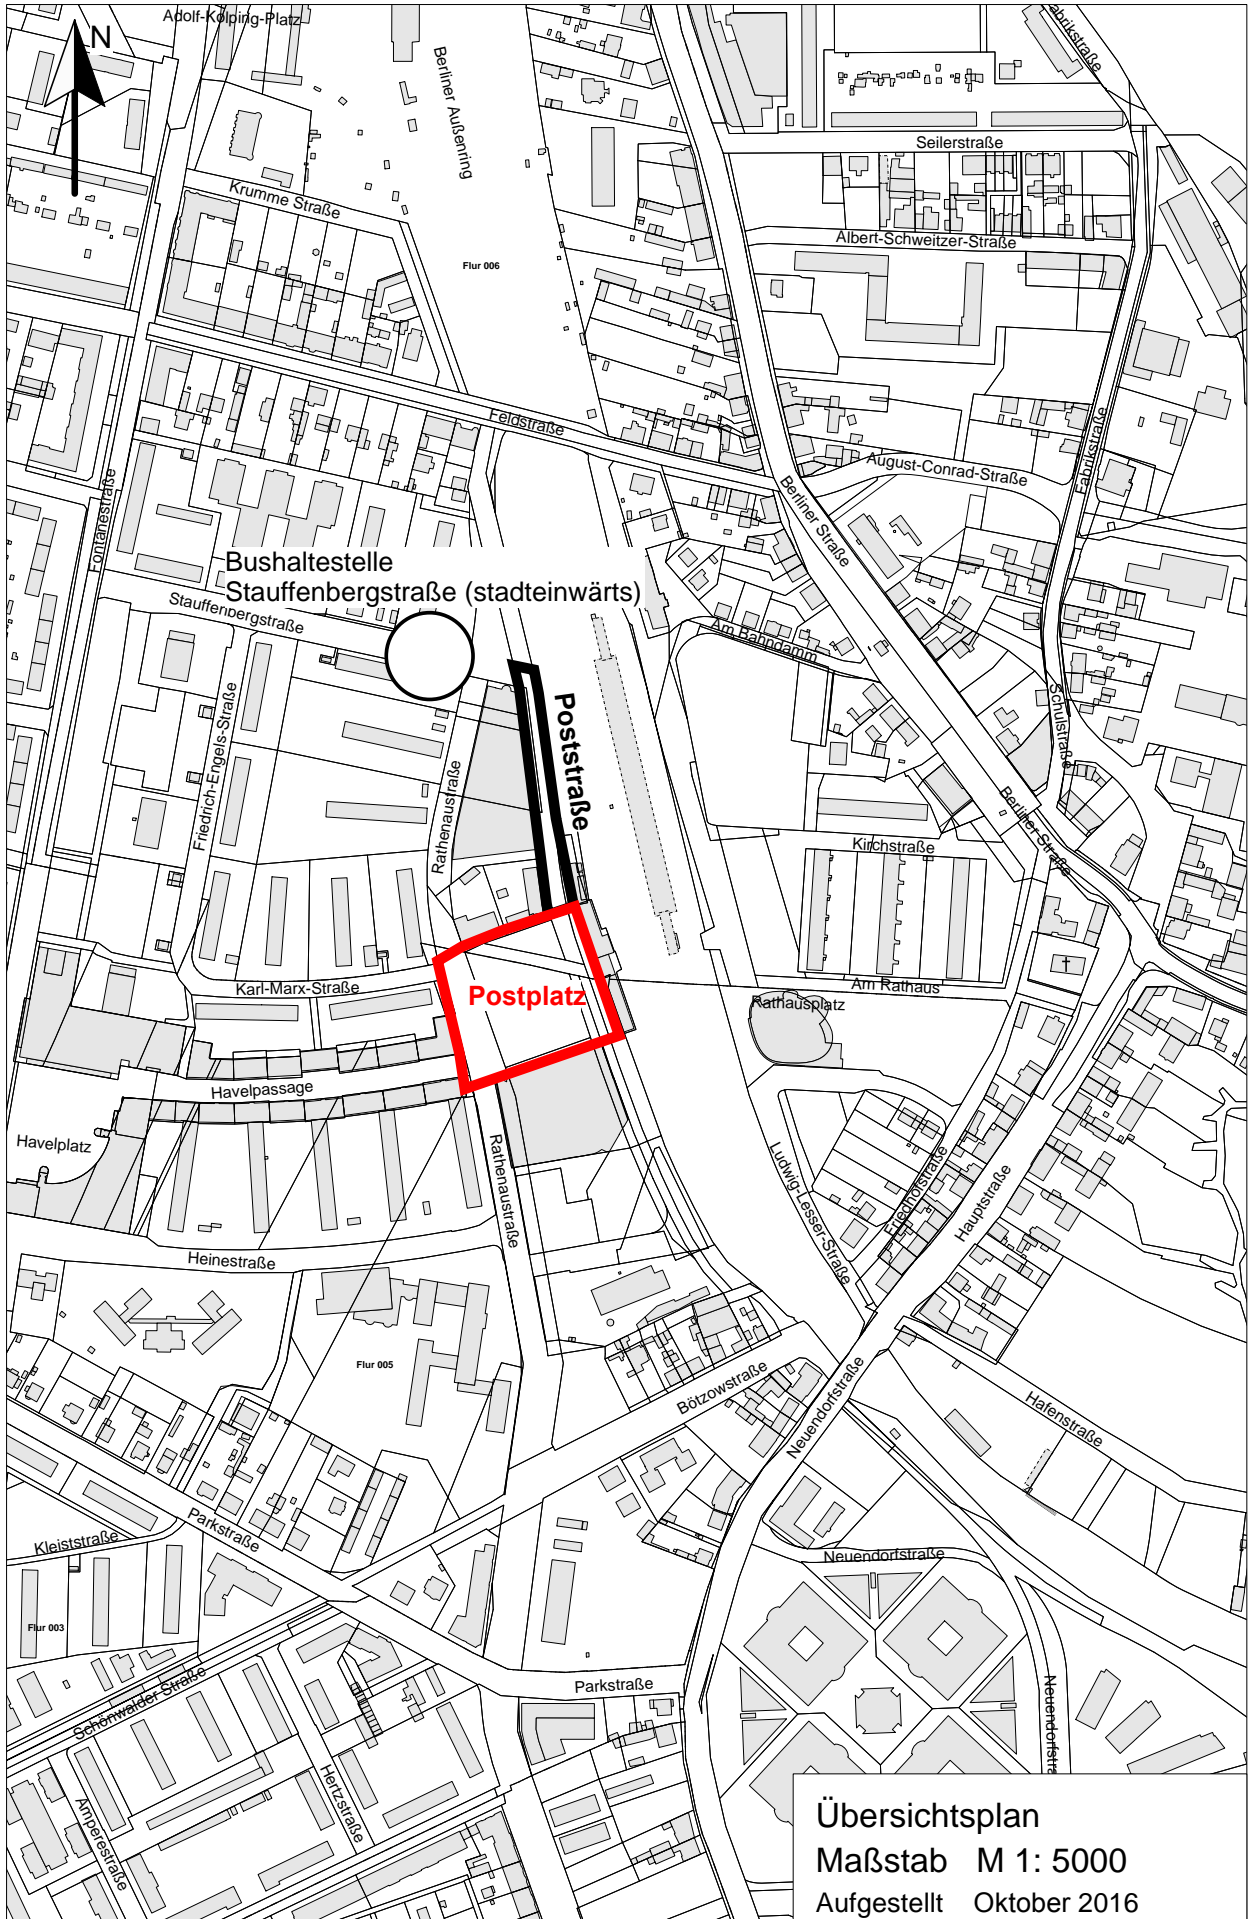 Adolf-Kolping-Platz
N
Berliner Außenring
Fabrikstraße
Seilerstraße
Krumme Straße
Albert-Schweitzer-Straße
Flur 006
Feldstraße
August-Conrad-Straße
Fabrikstraße
Fontanestraße
Berliner Straße
Bushaltestelle
Stauffenbergstraße (stadteinwärts)
Stauffenbergstraße
Am Bahndamm
Friedrich-Engels-Straße
Schulstraße
Poststraße
Rathenaustraße
Berliner Straße
Kirchstraße
Karl-Marx-Straße
Postplatz
Am Rathaus
Rathausplatz
Havelpassage
Havelplatz
Rathenaustraße
Ludwig-Lesser-Straße
Friedhofstraße
Hauptstraße
Heinestraße
Flur 005
Bötzowstraße
Neuendorfstraße
Hafenstraße
Parkstraße
Kleiststraße
Neuendorfstraße
Flur 003
Schönwalder Straße
Parkstraße
Neuendorfstra
Hertzstraße
Amperestraße
Übersichtsplan
Maßstab M 1: 5000
Aufgestellt Oktober 2016